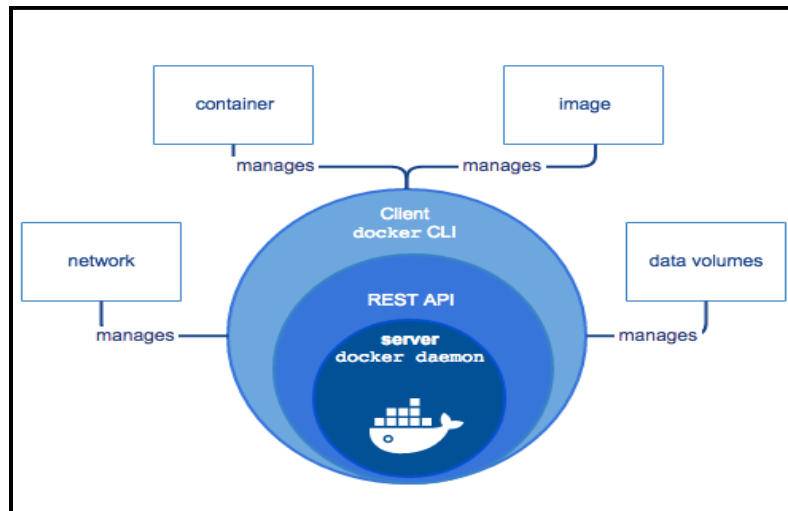 container
image
manages
manages
Client
docker CLI
network
data volumes
REST API
manages
server
docker daemon
manages